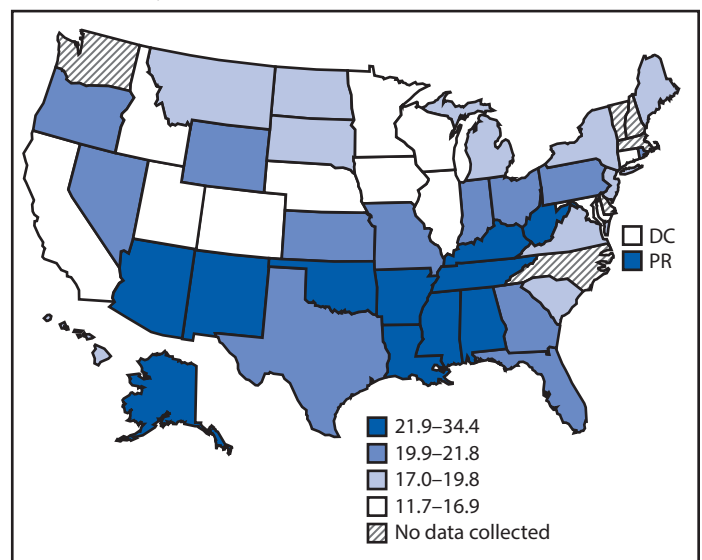 DC
PR
21.9–34.4
19.9–21.8
17.0–19.8
11.7–16.9
No data collected